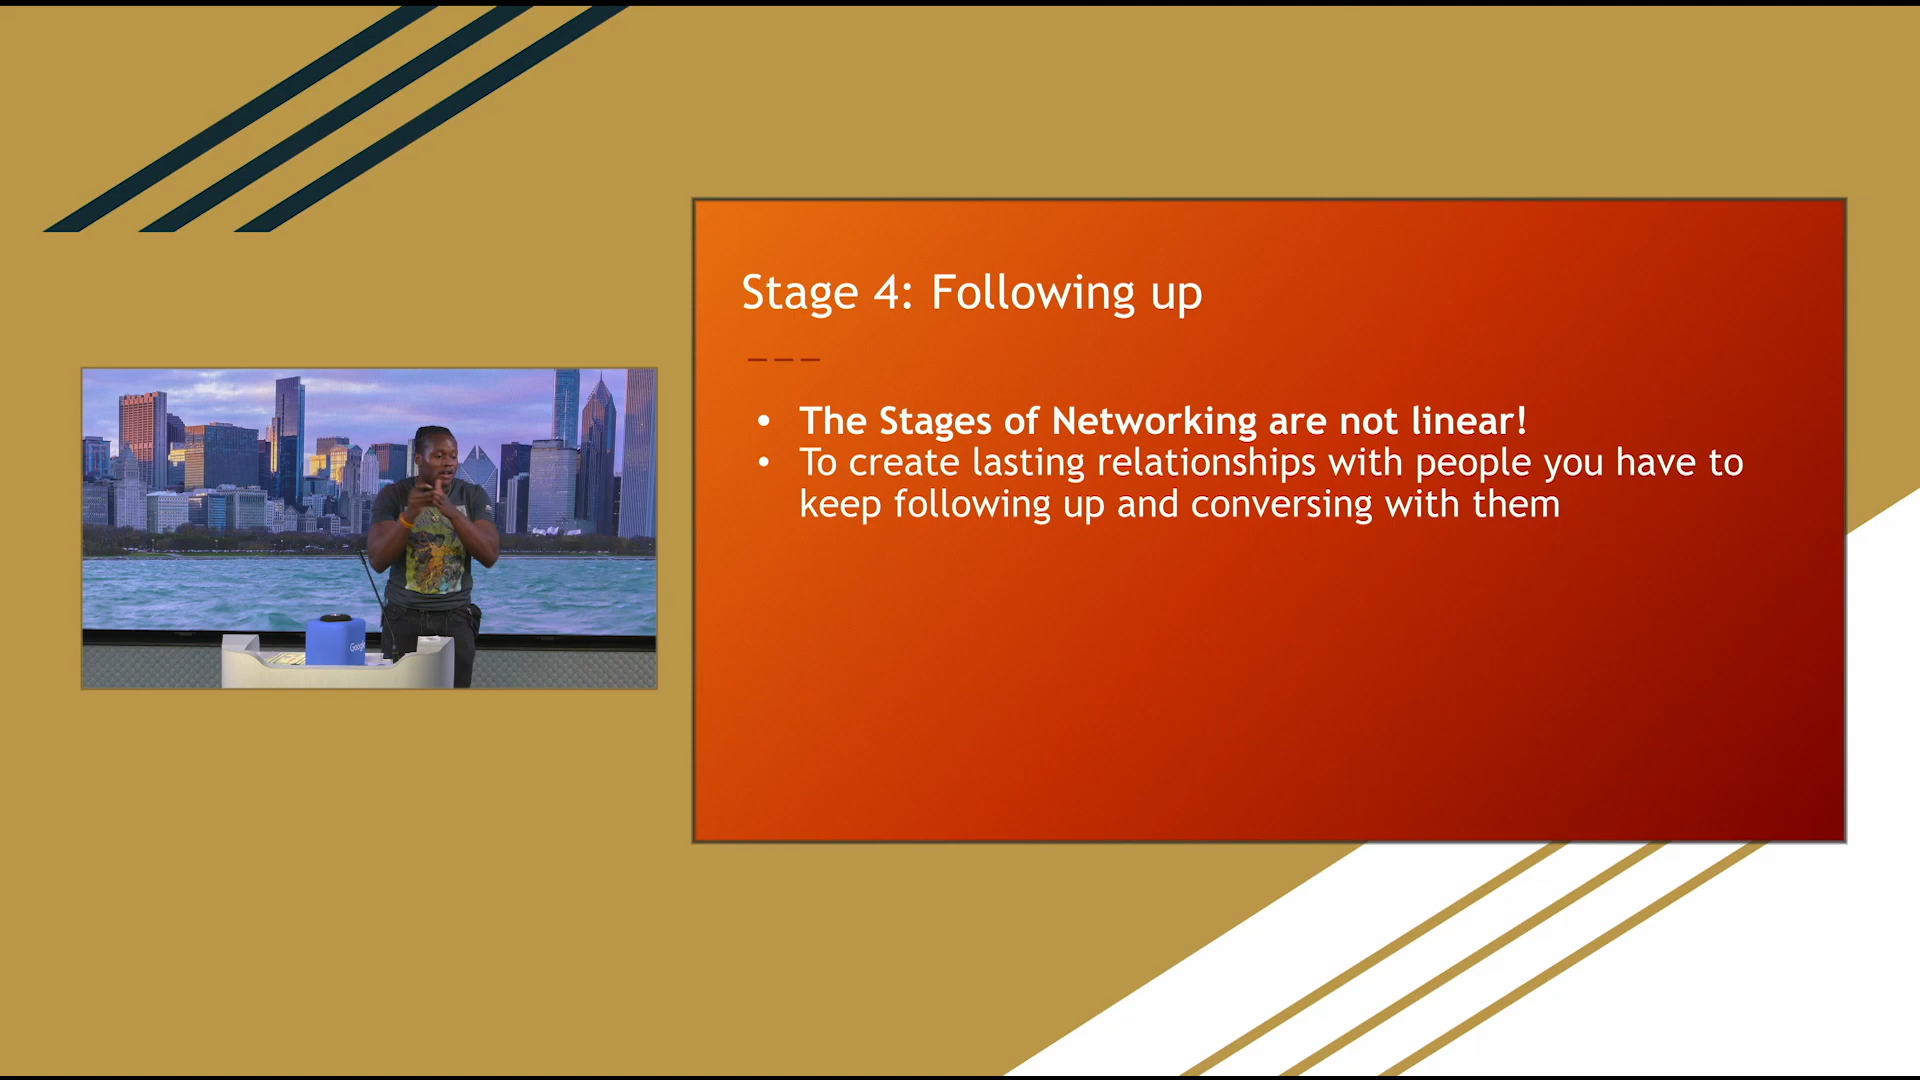 Stage 4: Following up
• The Stages of Networking are not linear!
• To create lasting relationships with people you have to
keep following up and conversing with them
Google